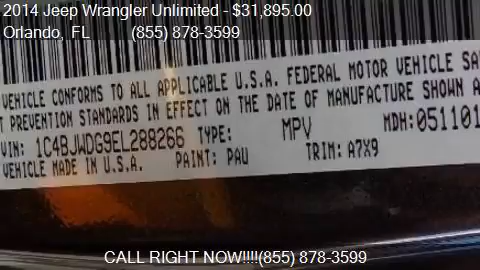 2014 Jeep Wrangler Unlimited - $31,895.00
Orlando, FL (855) 878-3599
VEHICLE CONFORMS TO ALL APPLICABLE U.S.A. FEDERAL MOTOR VEHICLE SA
T PREVENTION STANDARDS IN EFFECT ON THE DATE OF MANUFACTURE SHOWN A
VIN: 1C4BJWDG9EL288266 TYPE: MPV MDH:051101
VEHICLE MADE IN U.S.A. PAINT: PAU TRIM: A7X9
CALL RIGHT NOW!!!!(855) 878-3599